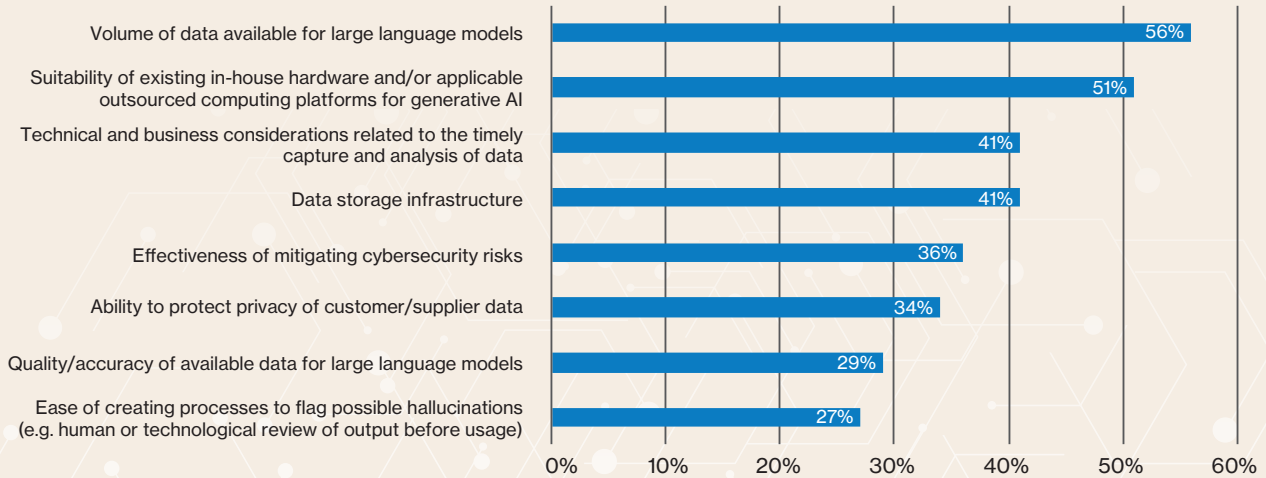 Volume of data available for large language models
56%
Suitability of existing in-house hardware and/or applicable
outsourced computing platforms for generative AI
51%
Technical and business considerations related to the timely
capture and analysis of data
41%
Data storage infrastructure
41%
Effectiveness of mitigating cybersecurity risks
36%
Ability to protect privacy of customer/supplier data
34%
Quality/accuracy of available data for large language models
29%
Ease of creating processes to flag possible hallucinations
(e.g. human or technological review of output before usage)
27%
0% 10% 20% 30% 40% 50% 60%